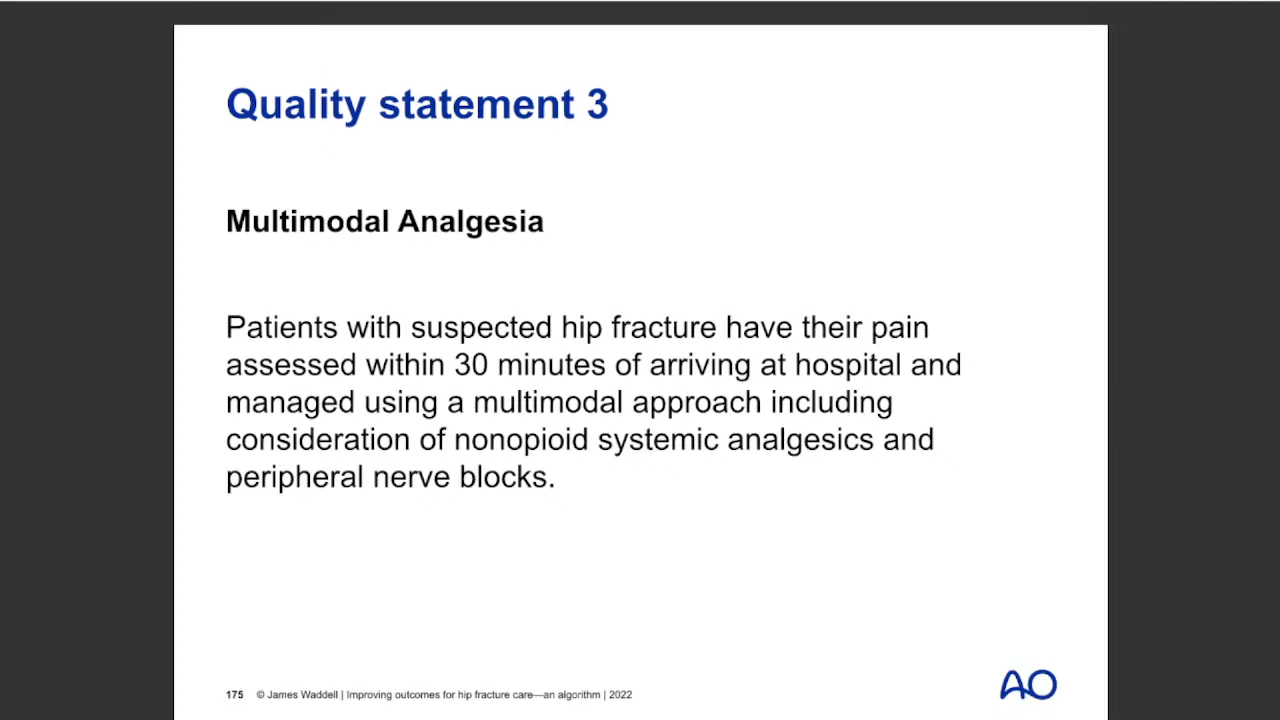 Quality statement 3
Multimodal Analgesia
Patients with suspected hip fracture have their pain
assessed within 30 minutes of arriving at hospital and
managed using a multimodal approach including
consideration of nonopioid systemic analgesics and
peripheral nerve blocks.
175 © James Waddell | Improving outcomes for hip fracture care—an algorithm | 2022
AO